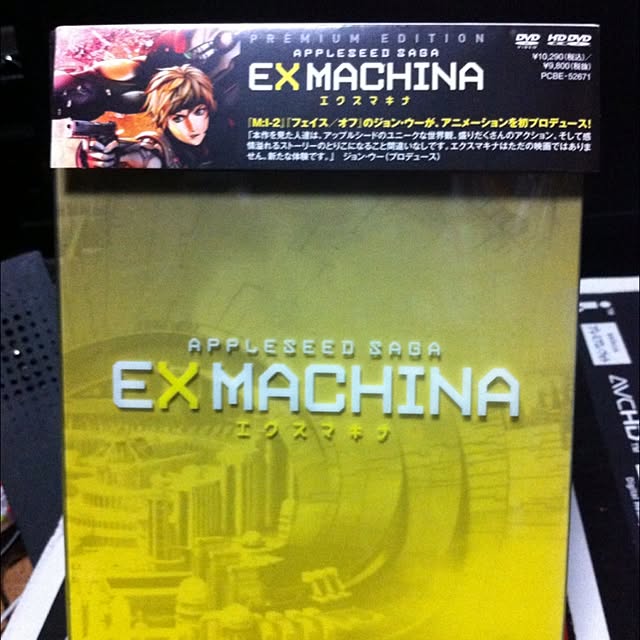 PREMIUM EDITION
APPLESEED SAGA
EX MACHINA
エクスマキナ
DVD
VIDEO
HD DVD
¥10,290(税込)/
¥9,800(税抜)
PCBE-52671
『M:I-2』『フェイス/オフ』のジョン・ウーが、アニメーションを初プロデュース!
「本作を見た人達は、アップルシードのユニークな世界観、盛りだくさんのアクション、そして感
情溢れるストーリーのとりこになること間違いなしです。エクスマキナはただの映画ではありま
せん。新たな体験です。」 ジョン・ウー(プロデュース)
APPLESEED SAGA
EX MACHINA
エクスマキナ
AVCHD
Digital